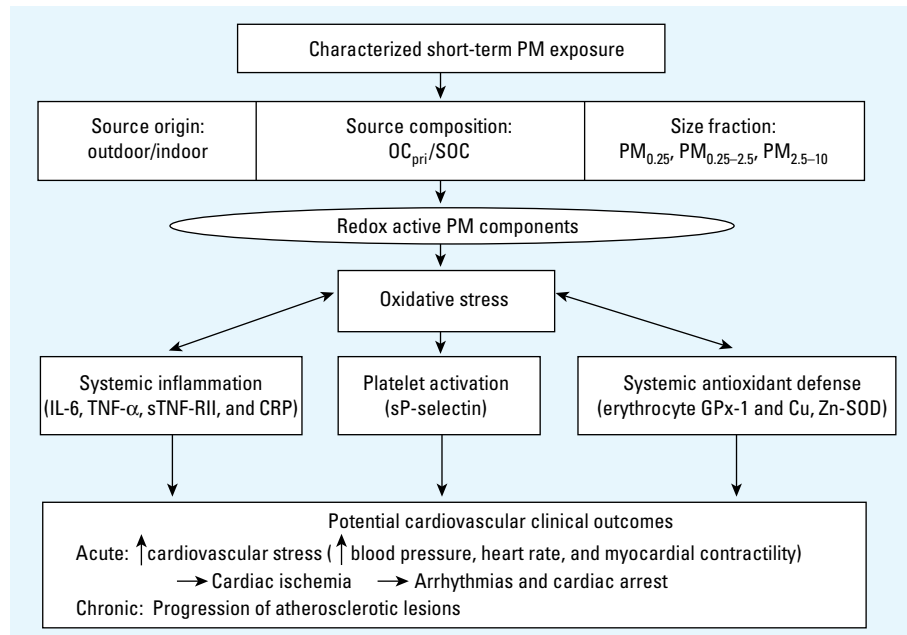 Characterized short-term PM exposure
Source origin:
outdoor/indoor
Source composition:
OCpri/SOC
Size fraction:
PM0.25, PM0.25–2.5, PM2.5–10
Redox active PM components
Oxidative stress
Systemic inflammation
(IL-6, TNF-α, sTNF-RII, and CRP)
Platelet activation
(sP-selectin)
Systemic antioxidant defense
(erythrocyte GPx-1 and Cu, Zn-SOD)
Potential cardiovascular clinical outcomes
Acute: ↑cardiovascular stress (↑blood pressure, heart rate, and myocardial contractility)
→ Cardiac ischemia → Arrhythmias and cardiac arrest
Chronic: Progression of atherosclerotic lesions